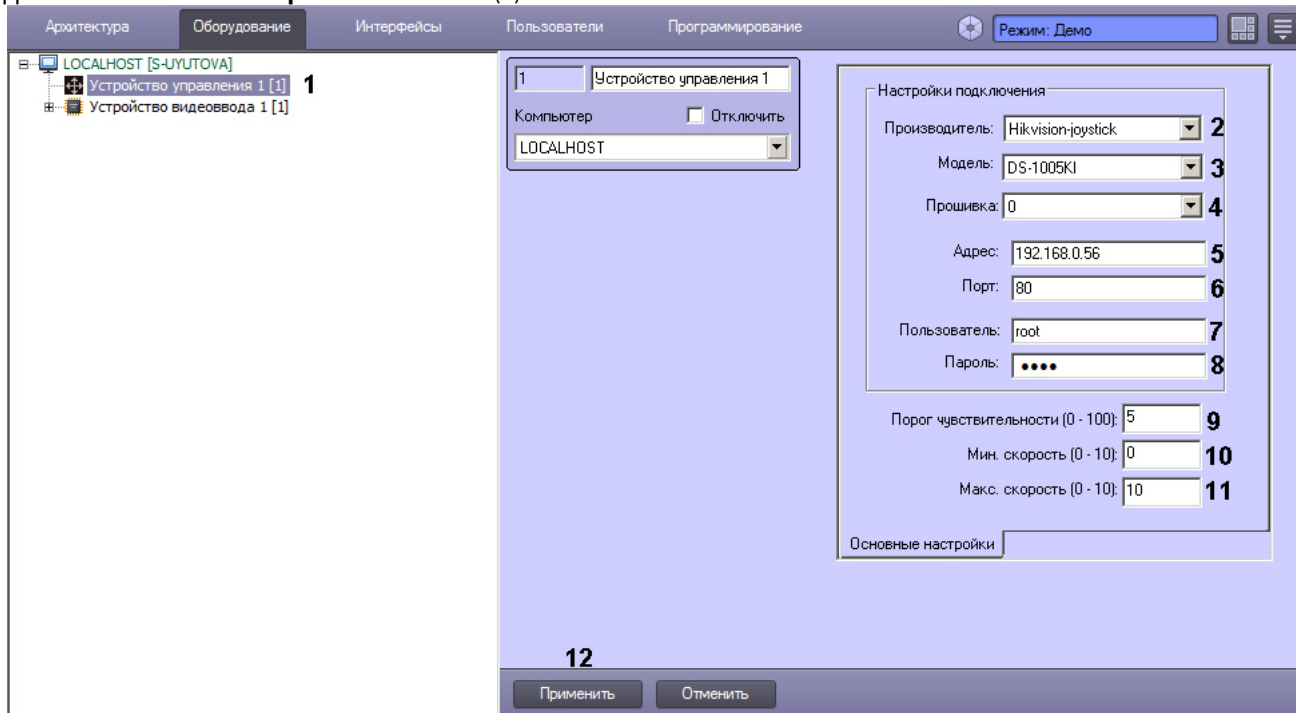 Архитектура Оборудование Интерфейсы Пользователи Программирование Режим: Демо
LOCALHOST [S-UYUTOVA]
Устройство управления 1 [1] 1
Устройство видеоввода 1 [1]
1 Устройство управления 1
Компьютер Отключить
LOCALHOST
Настройки подключения
Производитель: Hikvision-joystick 2
Модель: DS-1005KI 3
Прошивка: 0 4
Адрес: 192.168.0.56 5
Порт: 80 6
Пользователь: root 7
Пароль: •••• 8
Порог чувствительности (0 - 100): 5 9
Мин. скорость (0 - 10): 0 10
Макс. скорость (0 - 10): 10 11
Основные настройки
12
Применить Отменить